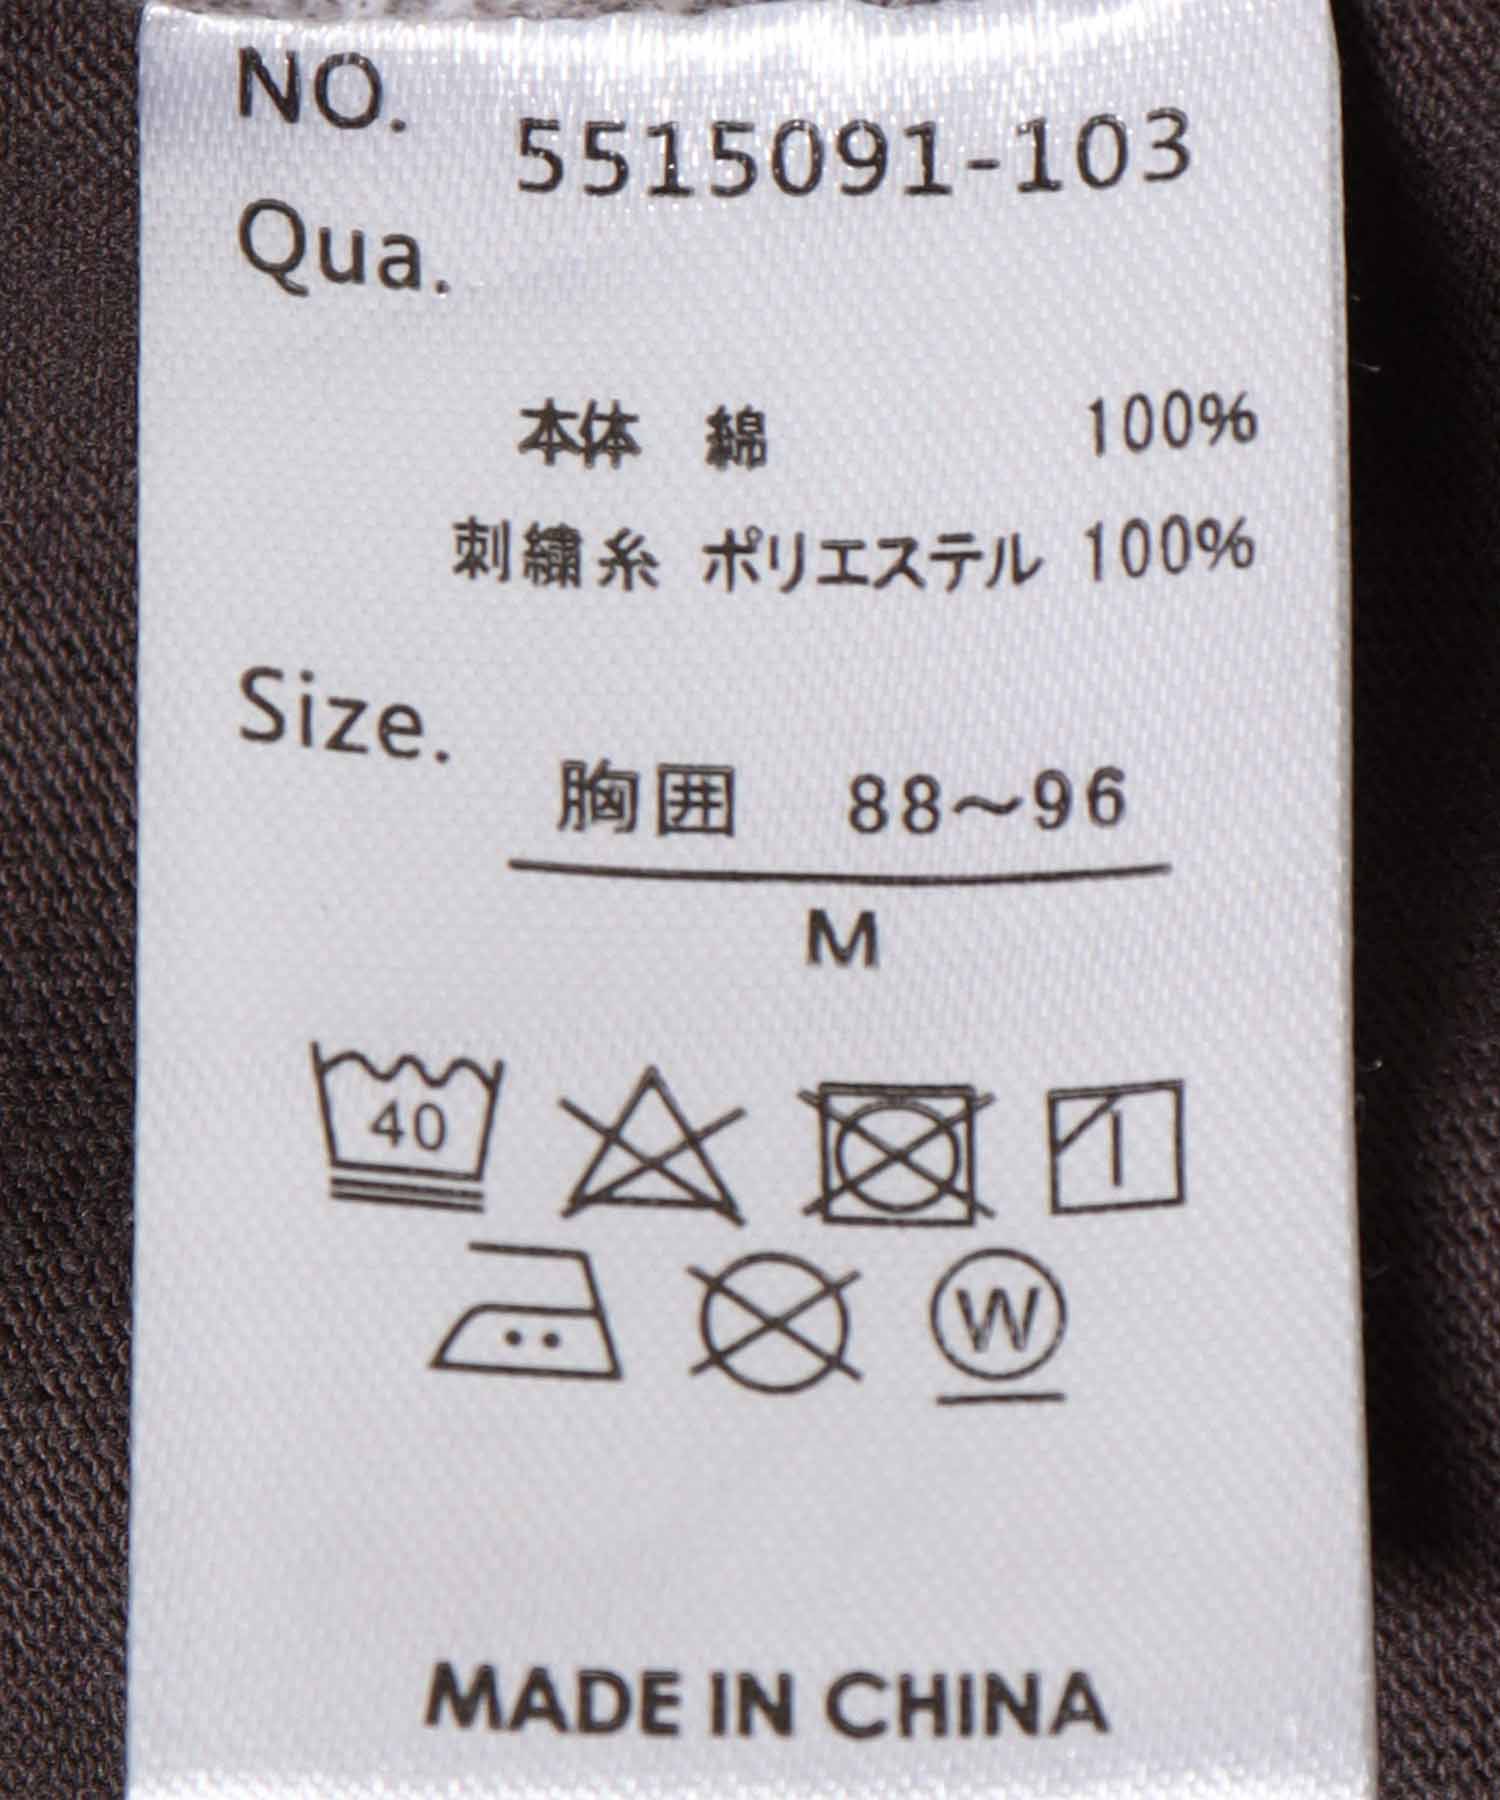 NO. 5515091-103
Qua.
本体 綿 100%
刺繍糸 ポリエステル 100%
Size.
胸囲 88～96
M
40
W
MADE IN CHINA